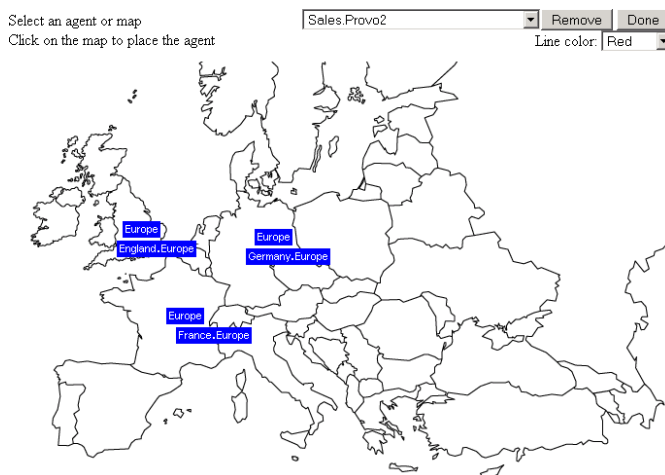 Select an agent or map
Sales.Provo2
Remove
Done
Click on the map to place the agent
Line color:
Red
Europe
England.Europe
Europe
Germany.Europe
Europe
France.Europe